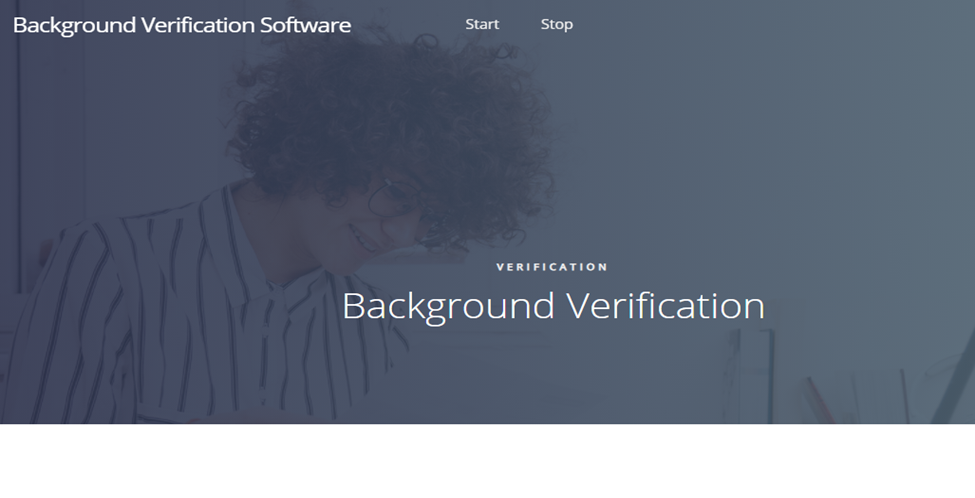 Background Verification Software
Start
Stop
VERIFICATION
Background Verification